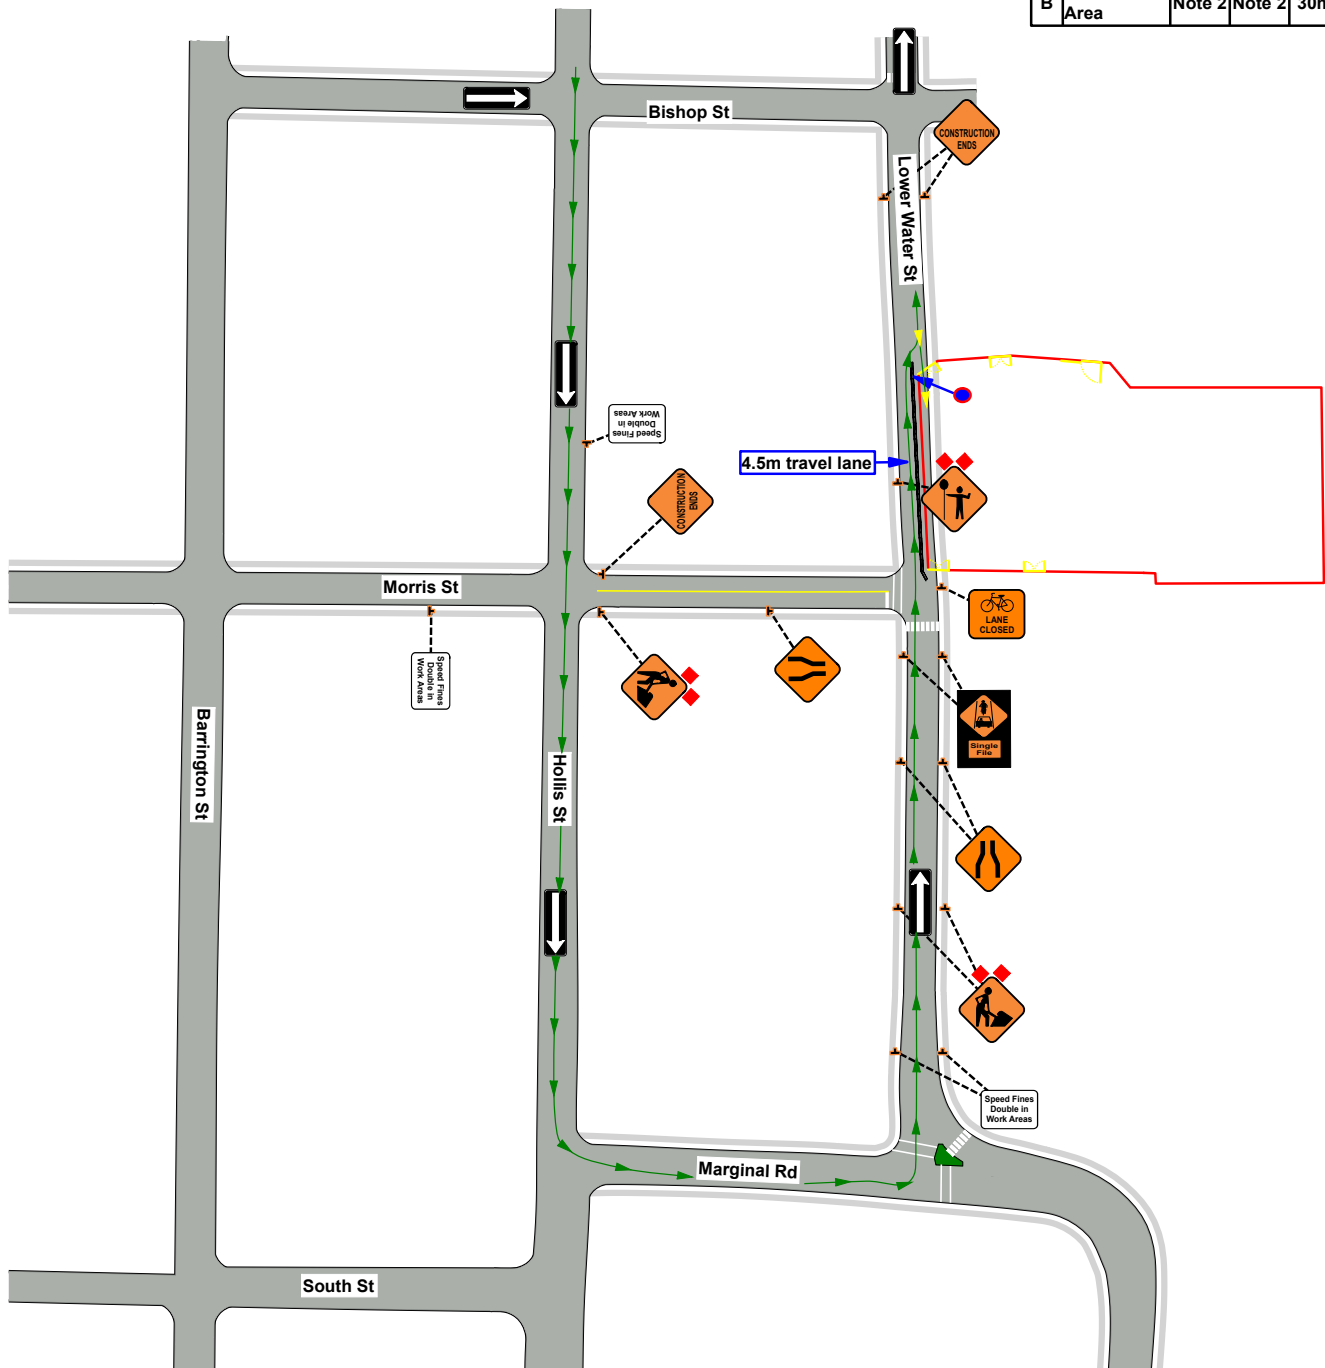 B
Area
Note 2
Note 2
30m
Bishop St
CONSTRUCTION
ENDS
Lower Water St
Speed Fines
Double in
Work Areas
4.5m travel lane
CONSTRUCTION
ENDS
Morris St
LANE
CLOSED
Speed Fines
Double in
Work Areas
Single
File
Barrington St
Hollis St
Speed Fines
Double in
Work Areas
Marginal Rd
South St